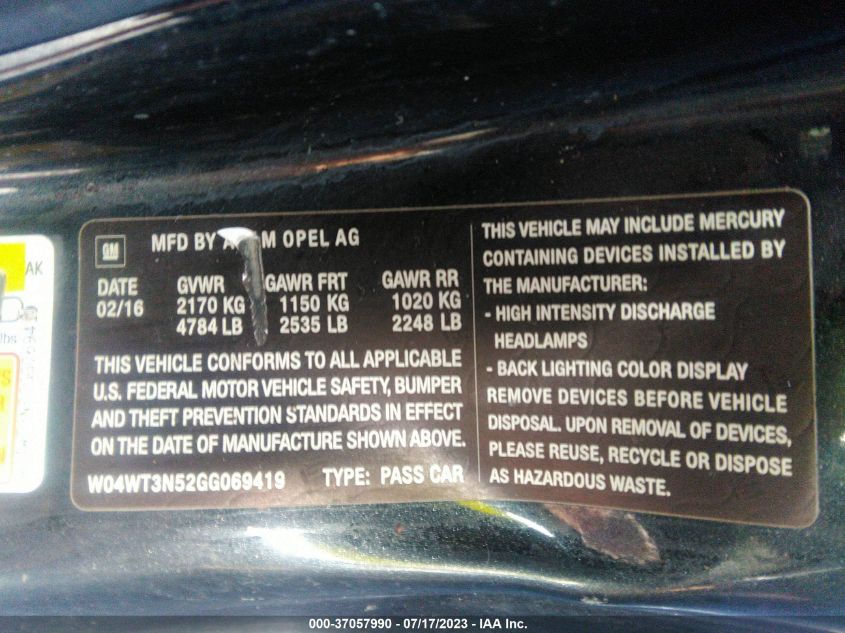 GM
MFD BY OPEL AG
DATE GVWR GAWR FRT GAWR RR
02/16 2170 KG 1150 KG 1020 KG
4784 LB 2535 LB 2248 LB
THIS VEHICLE CONFORMS TO ALL APPLICABLE
U.S. FEDERAL MOTOR VEHICLE SAFETY, BUMPER
AND THEFT PREVENTION STANDARDS IN EFFECT
ON THE DATE OF MANUFACTURE SHOWN ABOVE.
W04WT3N52GG069419 TYPE: PASS CAR
THIS VEHICLE MAY INCLUDE MERCURY
CONTAINING DEVICES INSTALLED BY
THE MANUFACTURER:
- HIGH INTENSITY DISCHARGE
HEADLAMPS
- BACK LIGHTING COLOR DISPLAY
REMOVE DEVICES BEFORE VEHICLE
DISPOSAL. UPON REMOVAL OF DEVICES,
PLEASE REUSE, RECYCLE OR DISPOSE
AS HAZARDOUS WASTE.
AK
lbs
000-37057990 - 07/17/2023 - IAA Inc.